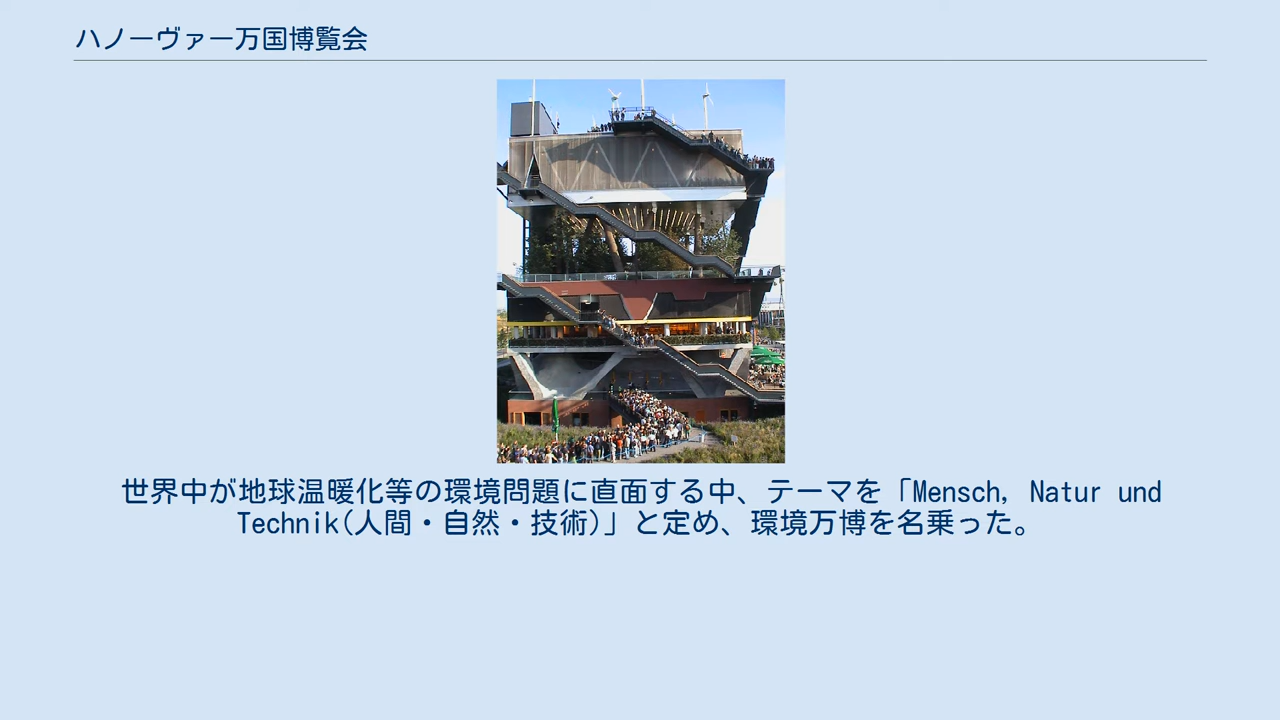 ハノーヴァー万国博覧会
世界中が地球温暖化等の環境問題に直面する中、テーマを「Mensch, Natur und
Technik(人間・自然・技術)」と定め、環境万博を名乗った。